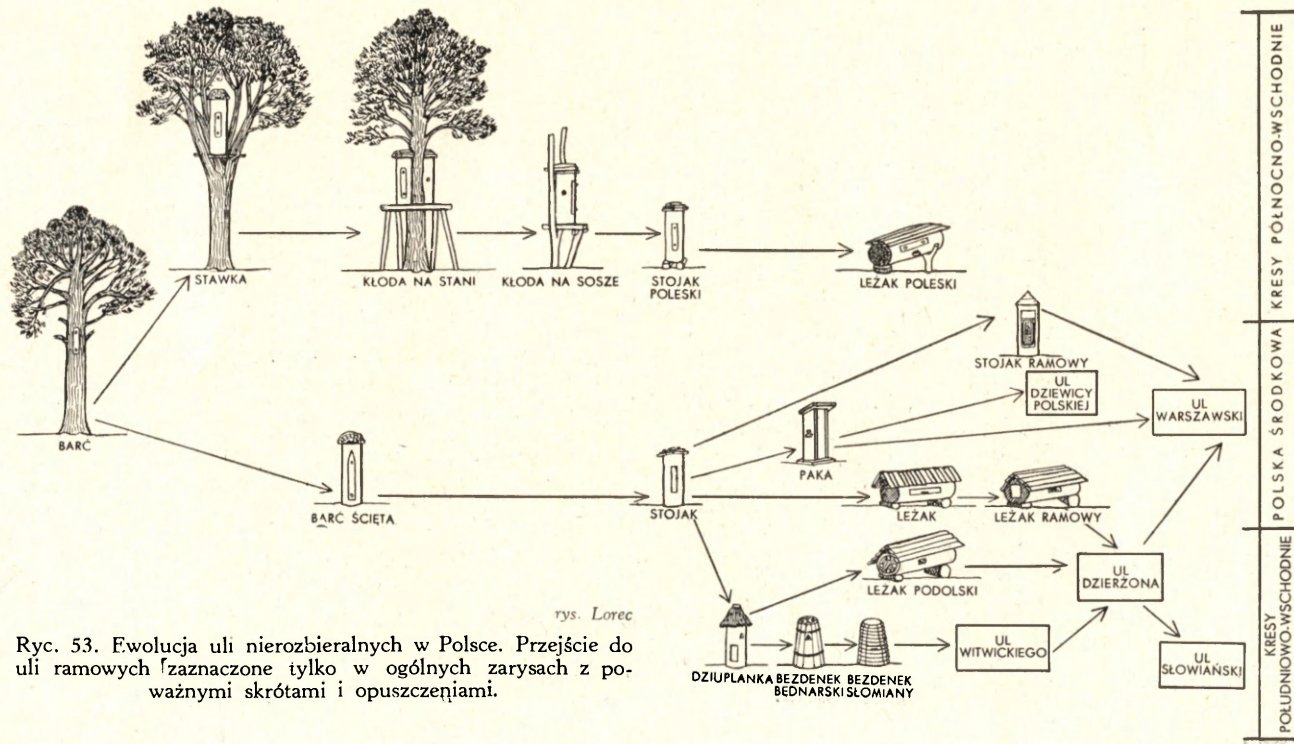 KRESY PÓŁNOCNO-WSCHODNIE
STAWKA
KŁODA NA STANI
KŁODA NA SOSZE
STOJAK
POLESKI
LEŻAK POLESKI
BARĆ
POLSKA ŚRODKOWA
STOJAK RAMOWY
UL
DZIEWICY
POLSKIEJ
UL
WARSZAWSKI
PAKA
BARĆ ŚCIĘTA
STOJAK
LEŻAK
LEŻAK RAMOWY
KRESY
POŁUDNIOWO-WSCHODNIE
LEŻAK PODOLSKI
UL
DZIERŻONA
DZIUPLANKA
BEZDENEK
BĘDNARSKI
BEZDENEK
SŁOMIANY
UL
WITWICKIEGO
UL
SŁOWIAŃSKI
rys. Lorec
Ryc. 53. Ewolucja uli nierozbieralnych w Polsce. Przejście do
uli ramowych zaznaczone tylko w ogólnych zarysach z po-
ważnymi skrótami i opuszczeniami.